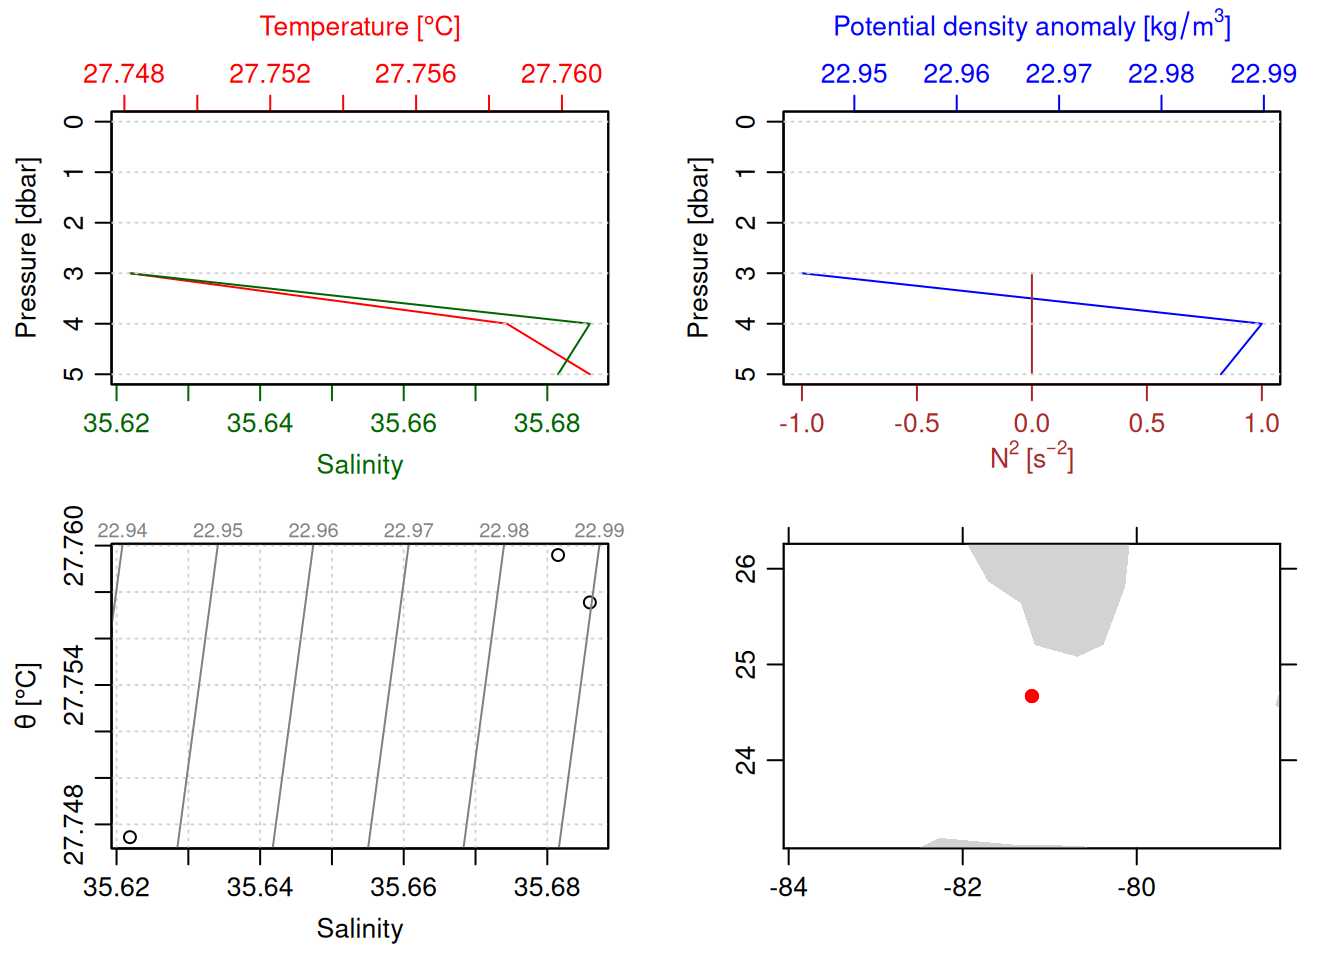 Temperature [°C]
27.748 27.752 27.756 27.760
Pressure [dbar]
0
1
2
3
4
5
35.62 35.64 35.66 35.68
Salinity
Potential density anomaly [kg/m³]
22.95 22.96 22.97 22.98 22.99
Pressure [dbar]
0
1
2
3
4
5
-1.0 -0.5 0.0 0.5 1.0
N² [s⁻²]
22.94 22.95 22.96 22.97 22.98 22.99
θ [°C]
27.760
27.754
27.748
35.62 35.64 35.66 35.68
Salinity
26
25
24
-84 -82 -80